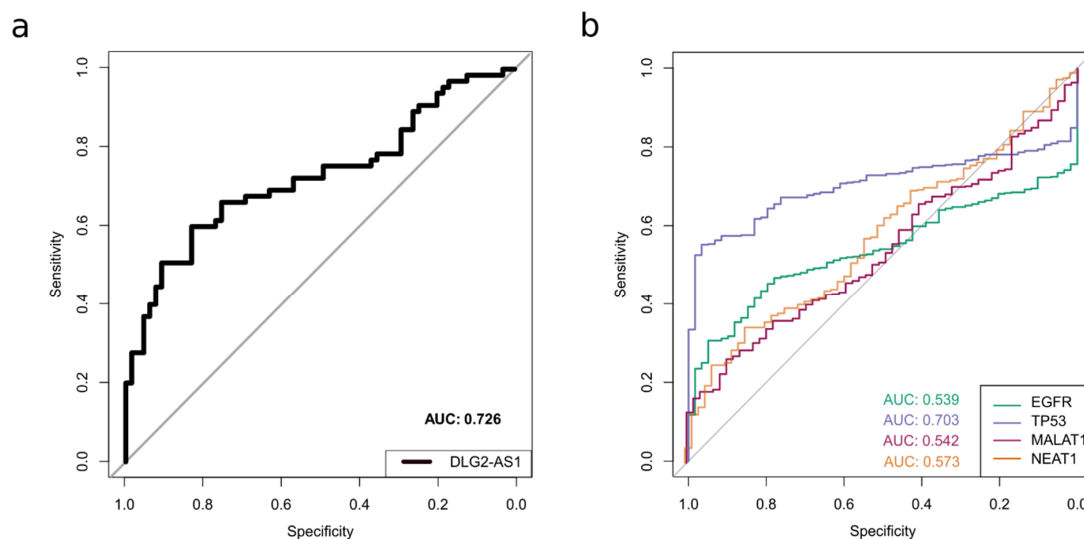 a
1.0
0.8
0.6
0.4
0.2
0.0
Sensitivity
AUC: 0.726
DLG2-AS1
1.0 0.8 0.6 0.4 0.2 0.0
Specificity
b
1.0
0.8
0.6
0.4
0.2
0.0
Sensitivity
AUC: 0.539
AUC: 0.703
AUC: 0.542
AUC: 0.573
EGFR
TP53
MALAT1
NEAT1
1.0 0.8 0.6 0.4 0.2 0.0
Specificity